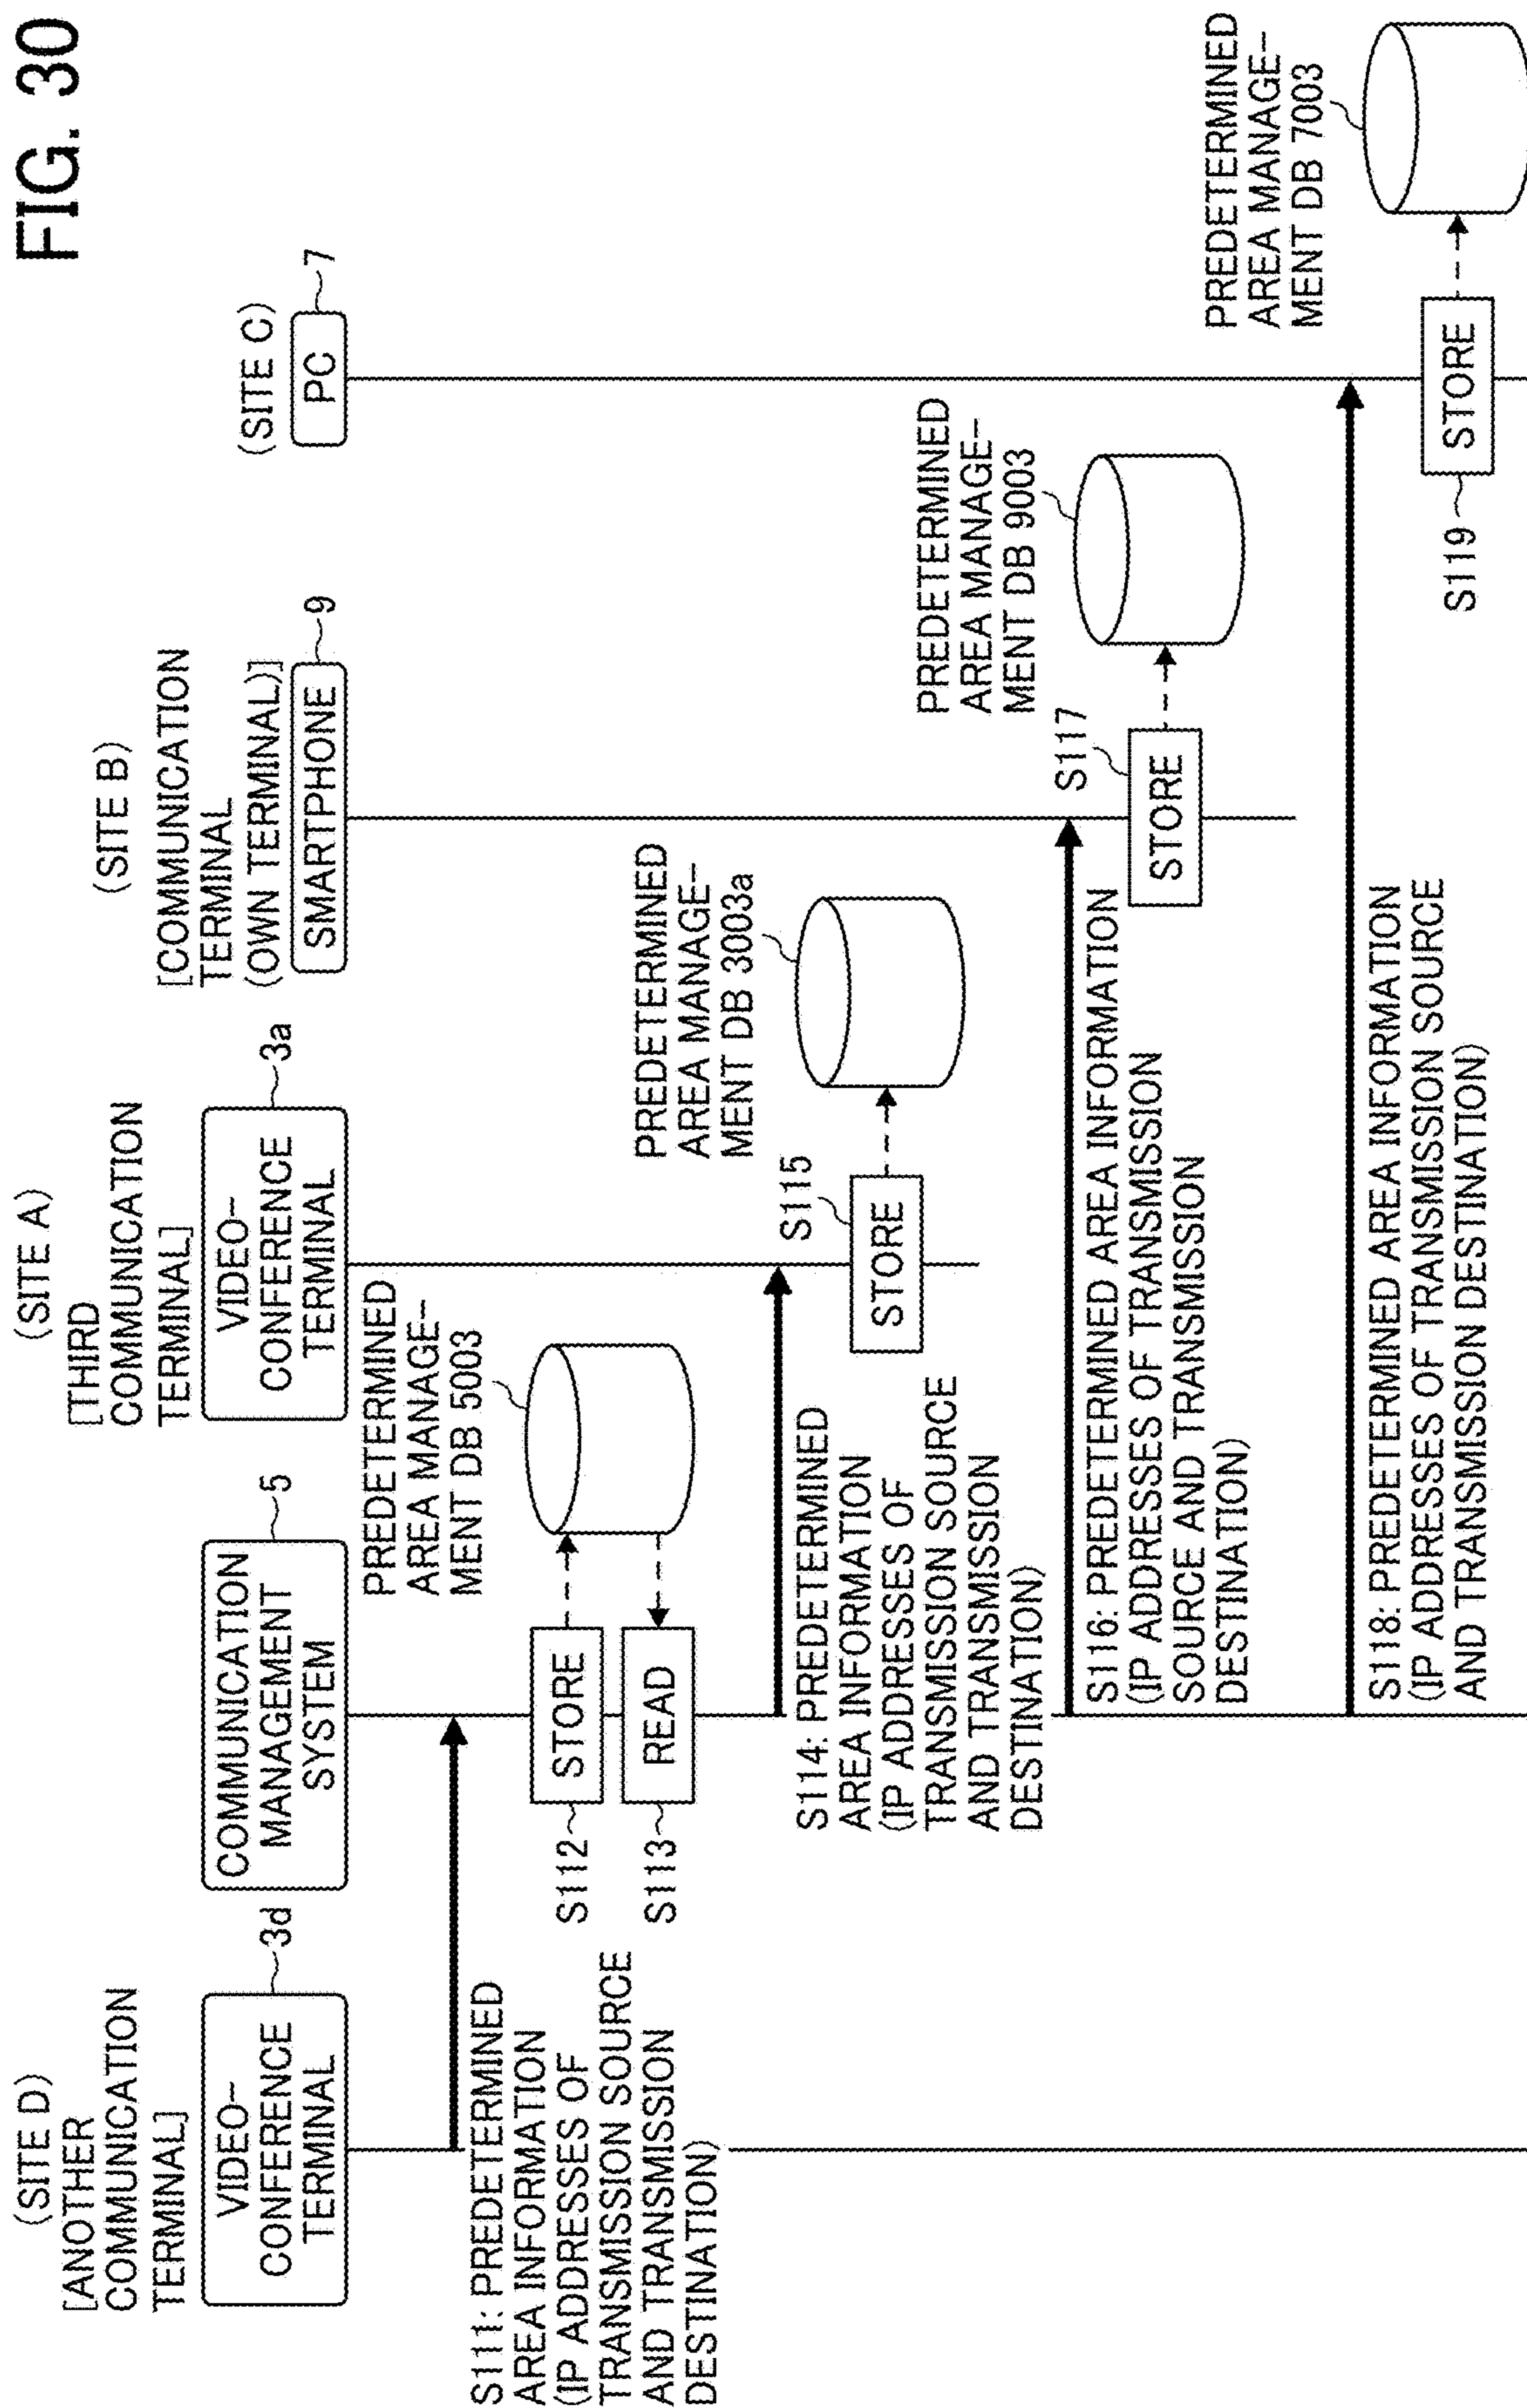 FIG. 30
(SITE D)
[ANOTHER
COMMUNICATION
TERMINAL]
VIDEO-
CONFERENCE
TERMINAL
3d
COMMUNICATION
MANAGEMENT
SYSTEM
5
(SITE A)
[THIRD
COMMUNICATION
TERMINAL]
VIDEO-
CONFERENCE
TERMINAL
3a
(SITE B)
[COMMUNICATION
TERMINAL
(OWN TERMINAL)]
SMARTPHONE
9
(SITE C)
PC
7
S111: PREDETERMINED
AREA INFORMATION
(IP ADDRESSES OF
TRANSMISSION SOURCE
AND TRANSMISSION
DESTINATION)
PREDETERMINED
AREA MANAGE-
MENT DB 5003
S112
STORE
S113
READ
S114: PREDETERMINED
AREA INFORMATION
(IP ADDRESSES OF
TRANSMISSION SOURCE
AND TRANSMISSION
DESTINATION)
PREDETERMINED
AREA MANAGE-
MENT DB 3003a
S115
STORE
S116: PREDETERMINED AREA INFORMATION
(IP ADDRESSES OF TRANSMISSION
SOURCE AND TRANSMISSION
DESTINATION)
PREDETERMINED
AREA MANAGE-
MENT DB 9003
S117
STORE
S118: PREDETERMINED AREA INFORMATION
(IP ADDRESSES OF TRANSMISSION SOURCE
AND TRANSMISSION DESTINATION)
PREDETERMINED
AREA MANAGE-
MENT DB 7003
S119
STORE